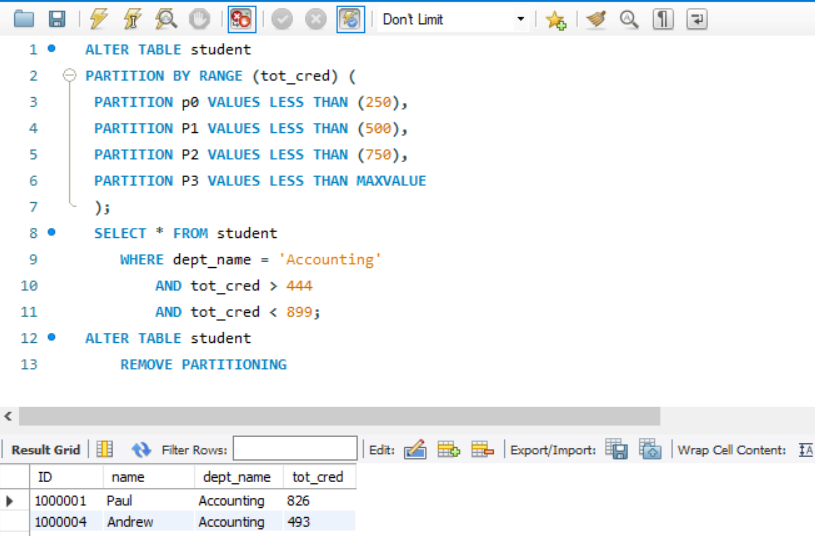 Don't Limit
1 ALTER TABLE student
2 PARTITION BY RANGE (tot_cred) (
3 PARTITION p0 VALUES LESS THAN (250),
4 PARTITION P1 VALUES LESS THAN (500),
5 PARTITION P2 VALUES LESS THAN (750),
6 PARTITION P3 VALUES LESS THAN MAXVALUE
7 );
8 SELECT * FROM student
9 WHERE dept_name = 'Accounting'
10 AND tot_cred > 444
11 AND tot_cred < 899;
12 ALTER TABLE student
13 REMOVE PARTITIONING
Result Grid Filter Rows: Edit: Export/Import: Wrap Cell Content:
ID name dept_name tot_cred
1000001 Paul Accounting 826
1000004 Andrew Accounting 493